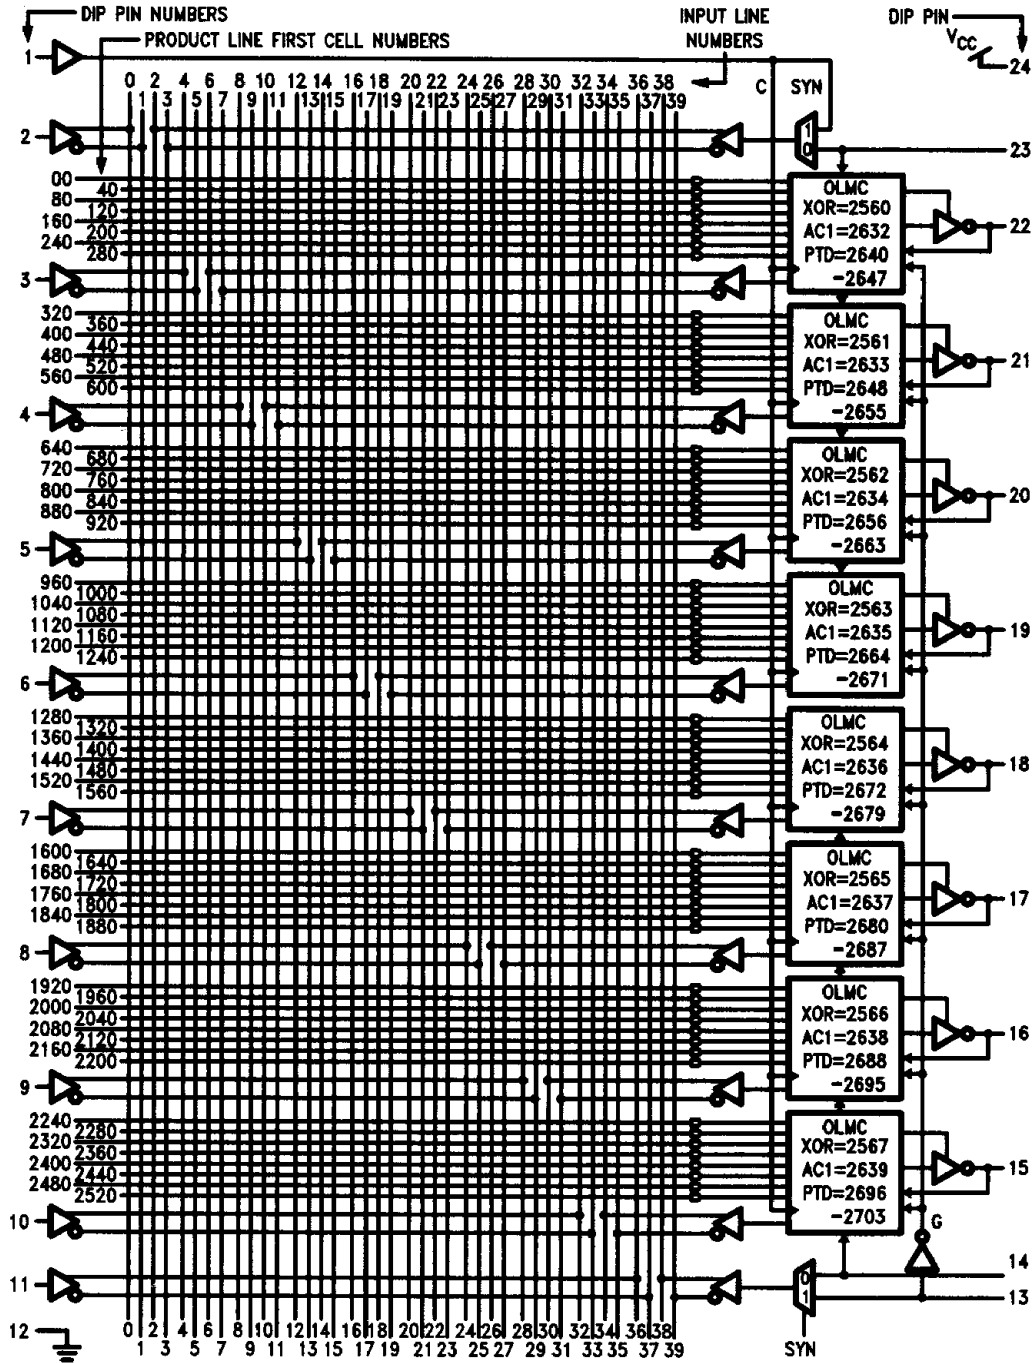 DIP PIN NUMBERS
INPUT LINE
DIP PIN
PRODUCT LINE FIRST CELL NUMBERS
NUMBERS
VCC
1
24
0 2 4 6 8 10 12 14 16 18 20 22 24 26 28 30 32 34 36 38
C SYN
1 3 5 7 9 11 13 15 17 19 21 23 25 27 29 31 33 35 37 39
2
1
0
23
00
40
80
120
160
200
240
280
OLMC
XOR=2560
AC1=2632
PTD=2640
-2647
22
3
320
360
400
440
480
520
560
600
OLMC
XOR=2561
AC1=2633
PTD=2648
-2655
21
4
640
680
720
760
800
840
880
920
OLMC
XOR=2562
AC1=2634
PTD=2656
-2663
20
5
960
1000
1040
1080
1120
1160
1200
1240
OLMC
XOR=2563
AC1=2635
PTD=2664
-2671
19
6
1280
1320
1360
1400
1440
1480
1520
1560
OLMC
XOR=2564
AC1=2636
PTD=2672
-2679
18
7
1600
1640
1680
1720
1760
1800
1840
1880
OLMC
XOR=2565
AC1=2637
PTD=2680
-2687
17
8
1920
1960
2000
2040
2080
2120
2160
2200
OLMC
XOR=2566
AC1=2638
PTD=2688
-2695
16
9
2240
2280
2320
2360
2400
2440
2480
2520
OLMC
XOR=2567
AC1=2639
PTD=2696
-2703
15
10
G
14
11
0
1
13
12
0 2 4 6 8 10 12 14 16 18 20 22 24 26 28 30 32 34 36 38
1 3 5 7 9 11 13 15 17 19 21 23 25 27 29 31 33 35 37 39
SYN